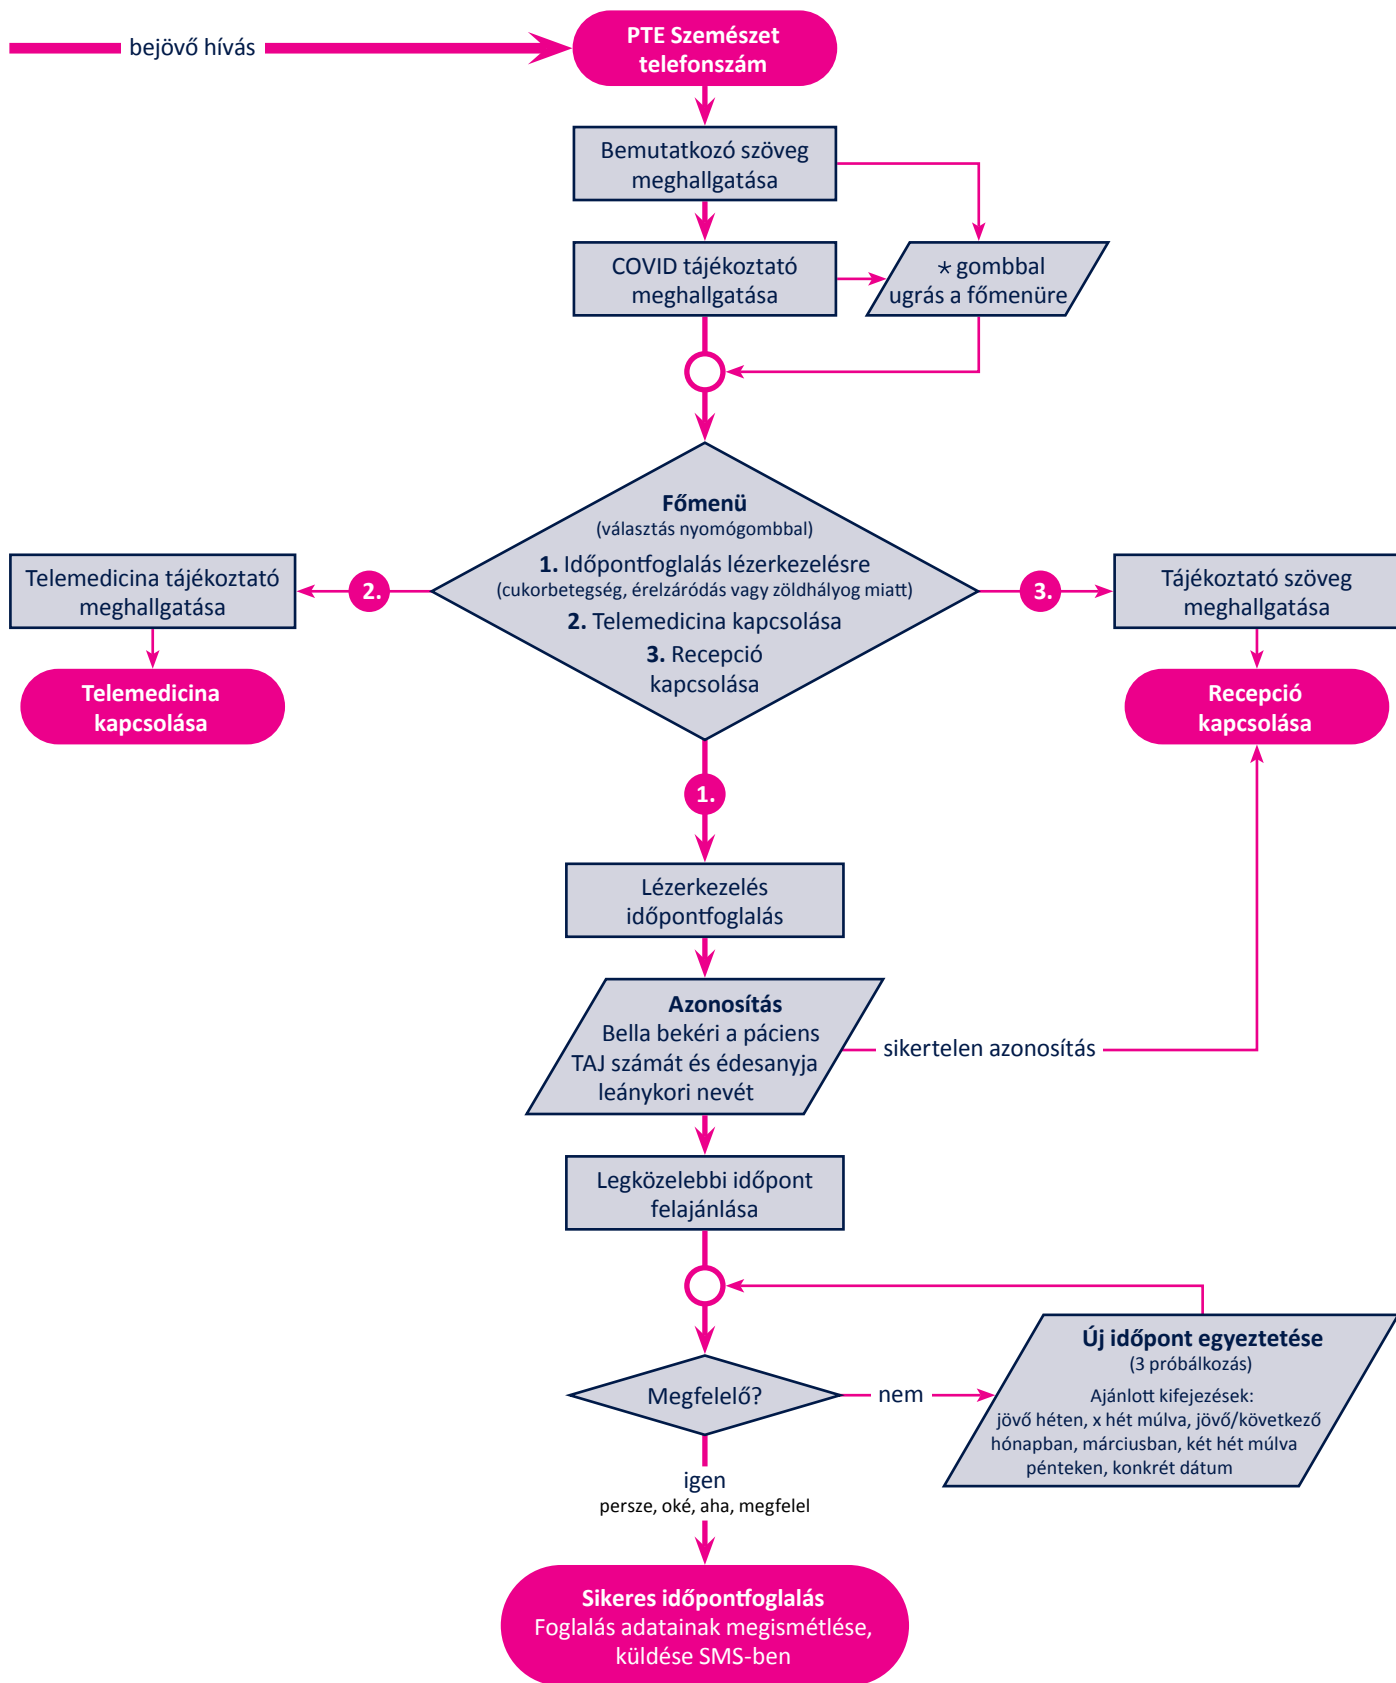 bejövő hívás
PTE Szemészet
telefonszám
Bemutatkozó szöveg
meghallgatása
COVID tájékoztató
meghallgatása
* gombbal
ugrás a főmenüre
Főmenü
(választás nyomógombbal)
1. Időpontfoglalás lézerkezelésre
(cukorbetegség, érelzáródás vagy zöldhályog miatt)
2. Telemedicina kapcsolása
3. Recepció
kapcsolása
2.
Telemedicina tájékoztató
meghallgatása
Telemedicina
kapcsolása
3.
Tájékoztató szöveg
meghallgatása
Recepció
kapcsolása
1.
Lézerkezelés
időpontfoglalás
Azonosítás
Bella bekéri a páciens
TAJ számát és édesanyja
leánykori nevét
sikertelen azonosítás
Legközelebbi időpont
felajánlása
Megfelelő?
nem
Új időpont egyeztetése
(3 próbálkozás)
Ajánlott kifejezések:
jövő héten, x hét múlva, jövő/következő
hónapban, márciusban, két hét múlva
pénteken, konkrét dátum
igen
persze, oké, aha, megfelel
Sikeres időpontfoglalás
Foglalás adatainak megismétlése,
küldése SMS-ben